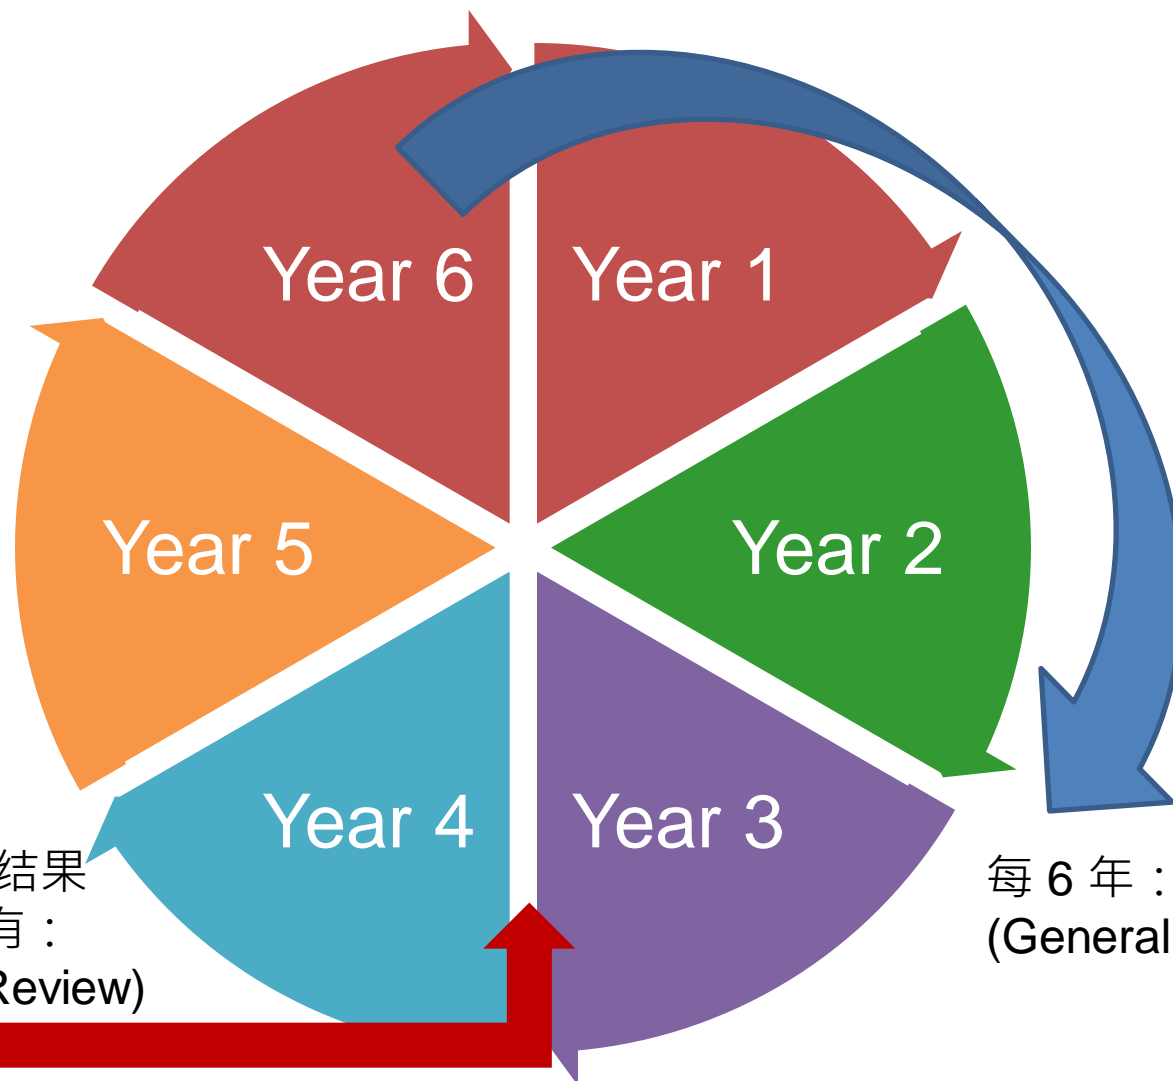 Year 6
Year 1
Year 5
Year 2
Year 4
Year 3
结果
有：
Review)
每 6 年：
(General